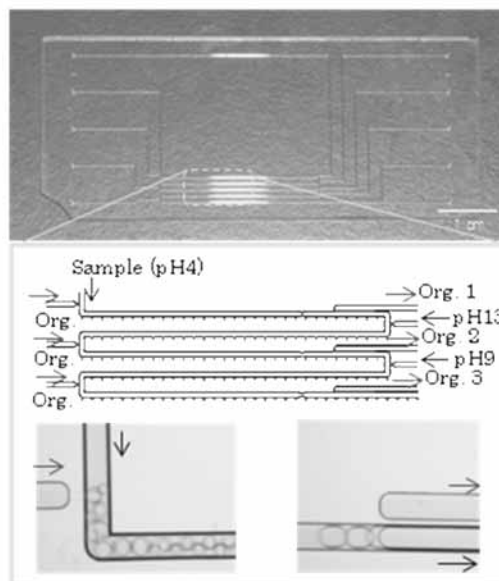 1 cm
Sample (pH4)
Org. 1
Org.
pH13
Org. 2
Org.
pH9
Org. 3
Org.